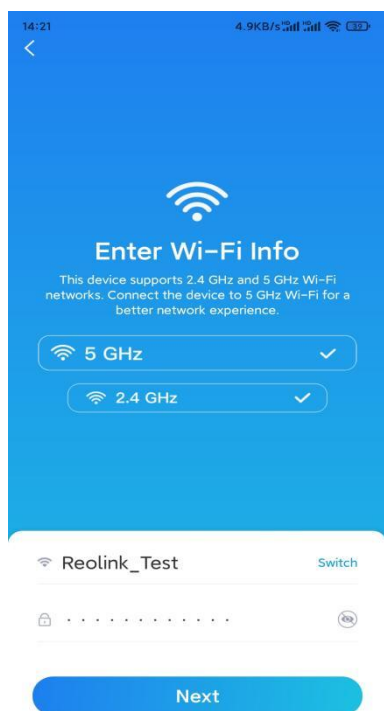 14:21
4.9KB/s
39
Enter Wi-Fi Info
This device supports 2.4 GHz and 5 GHz Wi-Fi
networks. Connect the device to 5 GHz Wi-Fi for a
better network experience.
5 GHz
2.4 GHz
Reolink_Test
Switch
Next